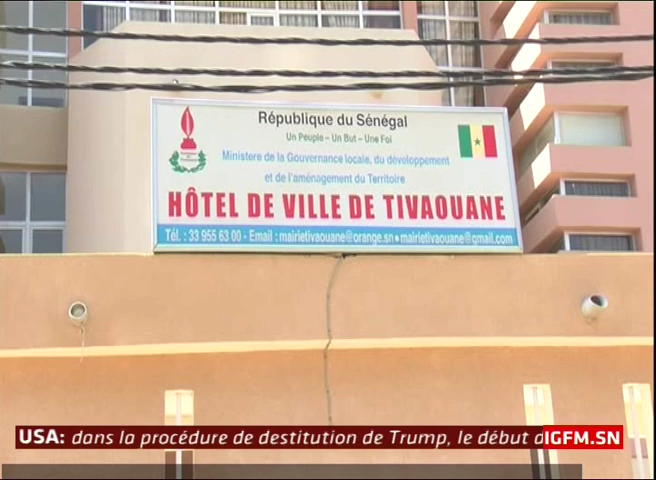 République du Sénégal
Un Peuple – Un But – Une Foi
Ministere de la Gouvernance locale, du développement
et de l'aménagement du Territoire
HÔTEL DE VILLE DE TIVAOUANE
Tél. : 33 955 63 00 - Email : mairietivaouane@orange.sn • mairietivaouane@gmail.com
USA: dans la procédure de destitution de Trump, le début d IGFM.SN